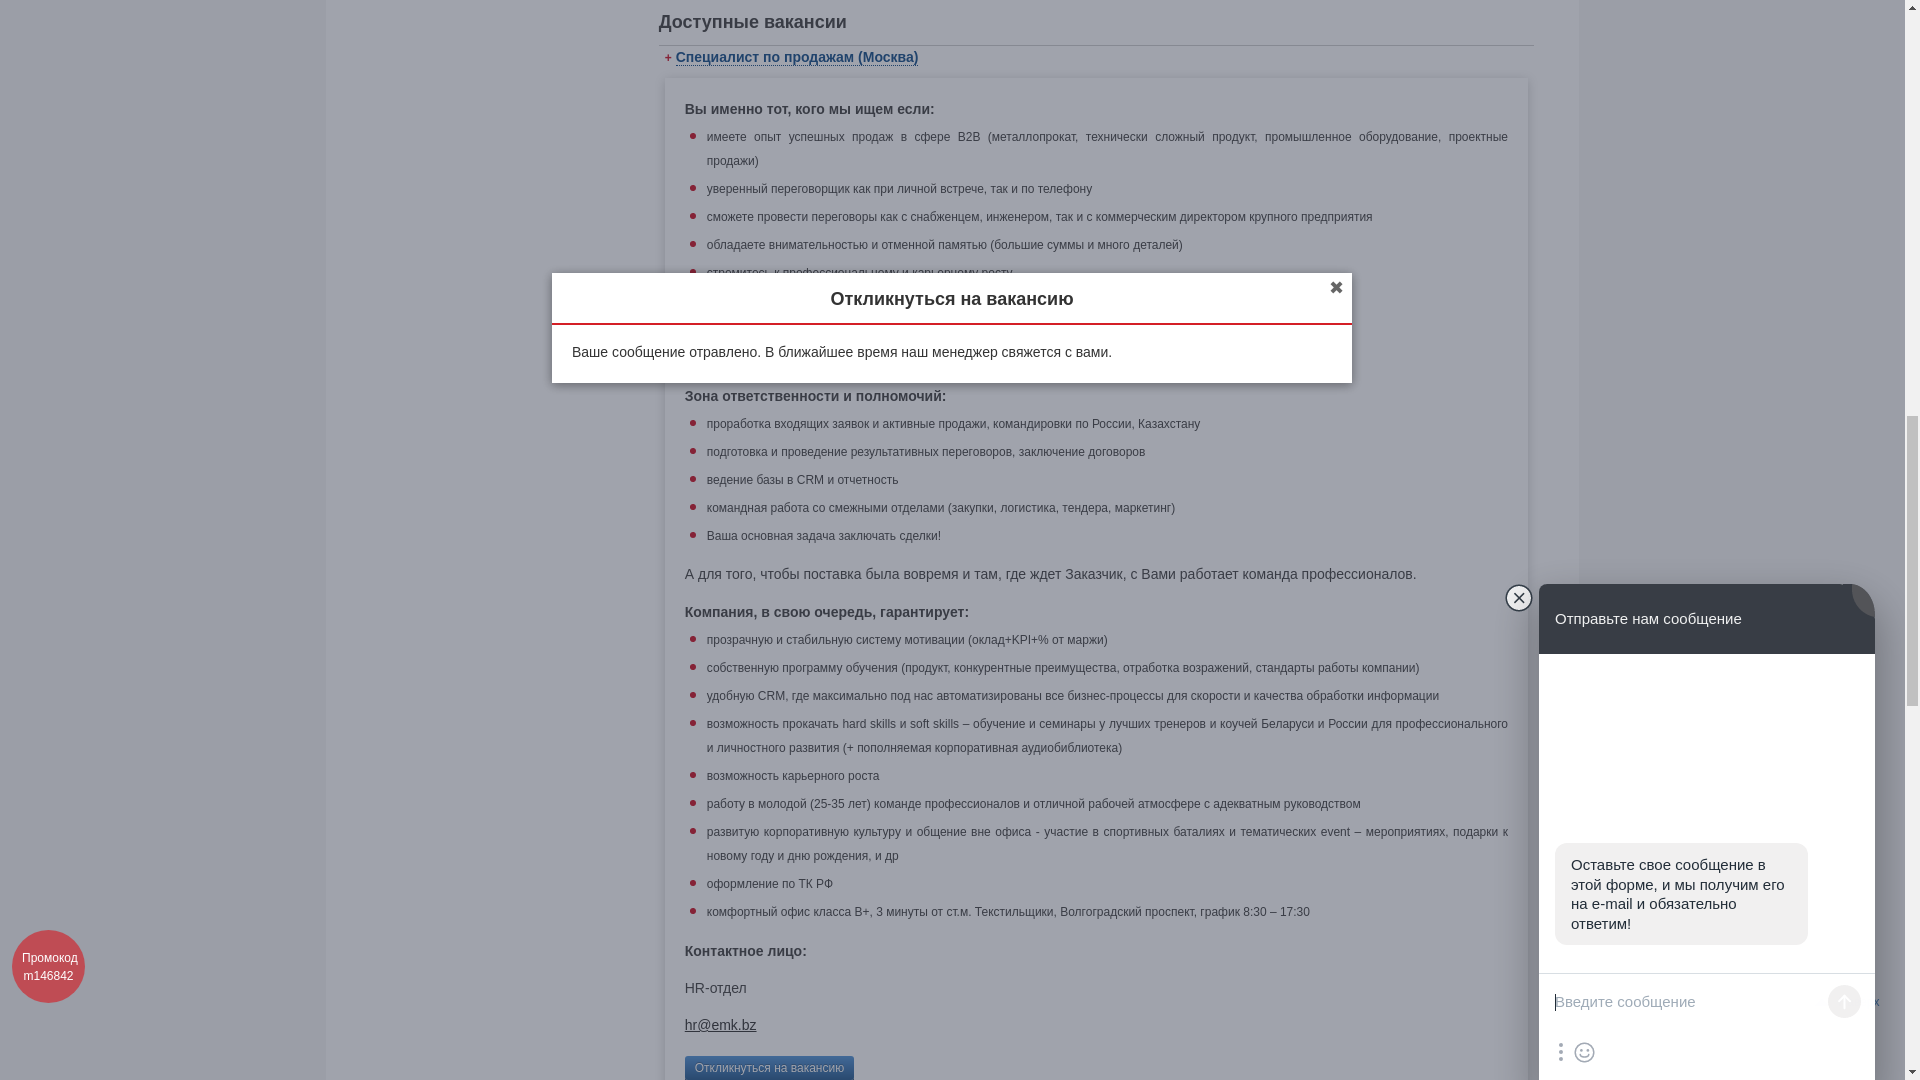 Доступные вакансии
+ Специалист по продажам (Москва)
Вы именно тот, кого мы ищем если:
имеете опыт успешных продаж в сфере B2B (металлопрокат, технически сложный продукт, промышленное оборудование, проектные
продажи)
уверенный переговорщик как при личной встрече, так и по телефону
сможете провести переговоры как с снабженцем, инженером, так и с коммерческим директором крупного предприятия
обладаете внимательностью и отменной памятью (большие суммы и много деталей)
стремитесь к профессиональному и карьерному росту
Откликнуться на вакансию
✖
Ваше сообщение отравлено. В ближайшее время наш менеджер свяжется с вами.
Зона ответственности и полномочий:
проработка входящих заявок и активные продажи, командировки по России, Казахстану
подготовка и проведение результативных переговоров, заключение договоров
ведение базы в CRM и отчетность
командная работа со смежными отделами (закупки, логистика, тендера, маркетинг)
Ваша основная задача заключать сделки!
А для того, чтобы поставка была вовремя и там, где ждет Заказчик, с Вами работает команда профессионалов.
Компания, в свою очередь, гарантирует:
прозрачную и стабильную систему мотивации (оклад+KPI+% от маржи)
собственную программу обучения (продукт, конкурентные преимущества, отработка возражений, стандарты работы компании)
удобную CRM, где максимально под нас автоматизированы все бизнес-процессы для скорости и качества обработки информации
возможность прокачать hard skills и soft skills – обучение и семинары у лучших тренеров и коучей Беларуси и России для профессионального
и личностного развития (+ пополняемая корпоративная аудиобиблиотека)
возможность карьерного роста
работу в молодой (25-35 лет) команде профессионалов и отличной рабочей атмосфере с адекватным руководством
развитую корпоративную культуру и общение вне офиса - участие в спортивных баталиях и тематических event – мероприятиях, подарки к
новому году и дню рождения, и др
оформление по ТК РФ
комфортный офис класса В+, 3 минуты от ст.м. Текстильщики, Волгоградский проспект, график 8:30 – 17:30
Контактное лицо:
HR-отдел
hr@emk.bz
Откликнуться на вакансию
Промокод
m146842
Отправьте нам сообщение
Оставьте свое сообщение в
этой форме, и мы получим его
на e-mail и обязательно
ответим!
Введите сообщение